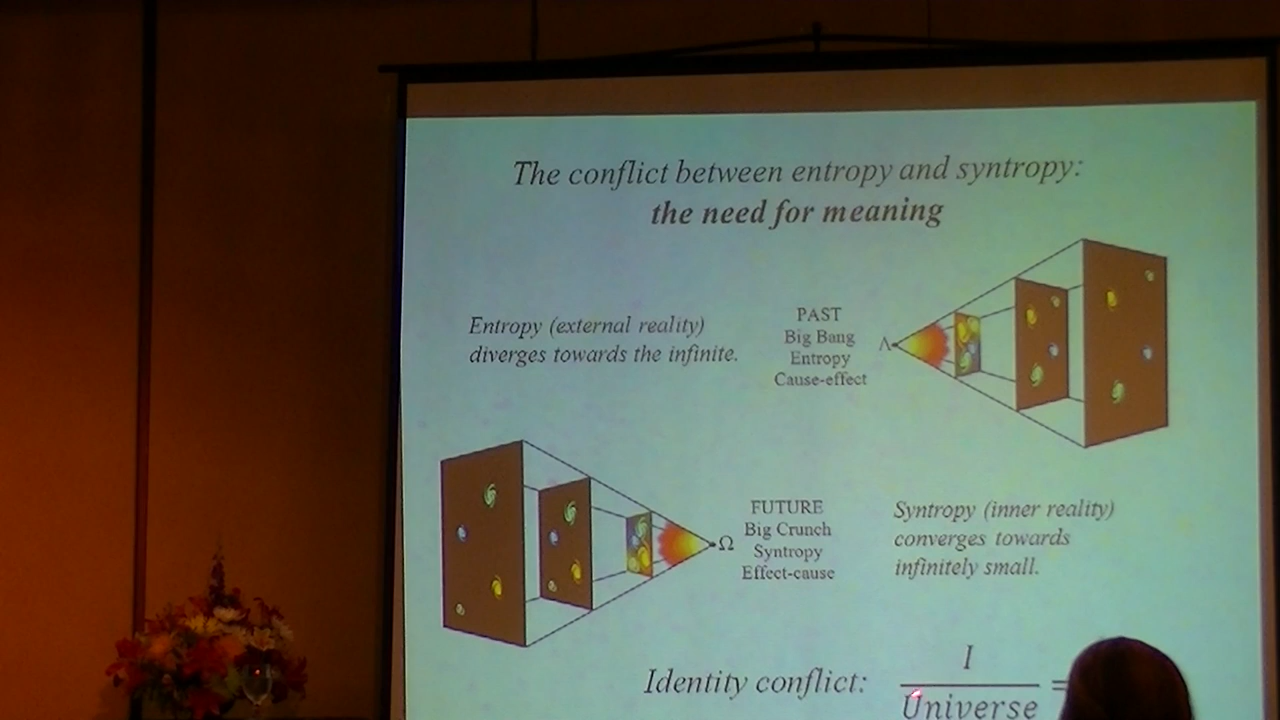 The conflict between entropy and syntropy:
the need for meaning
Entropy (external reality)
diverges towards the infinite.
PAST
Big Bang
Entropy
Cause-effect
Λ
FUTURE
Big Crunch
Syntropy
Effect-cause
Ω
Syntropy (inner reality)
converges towards
infinitely small.
Identity conflict:
I
Universe
=